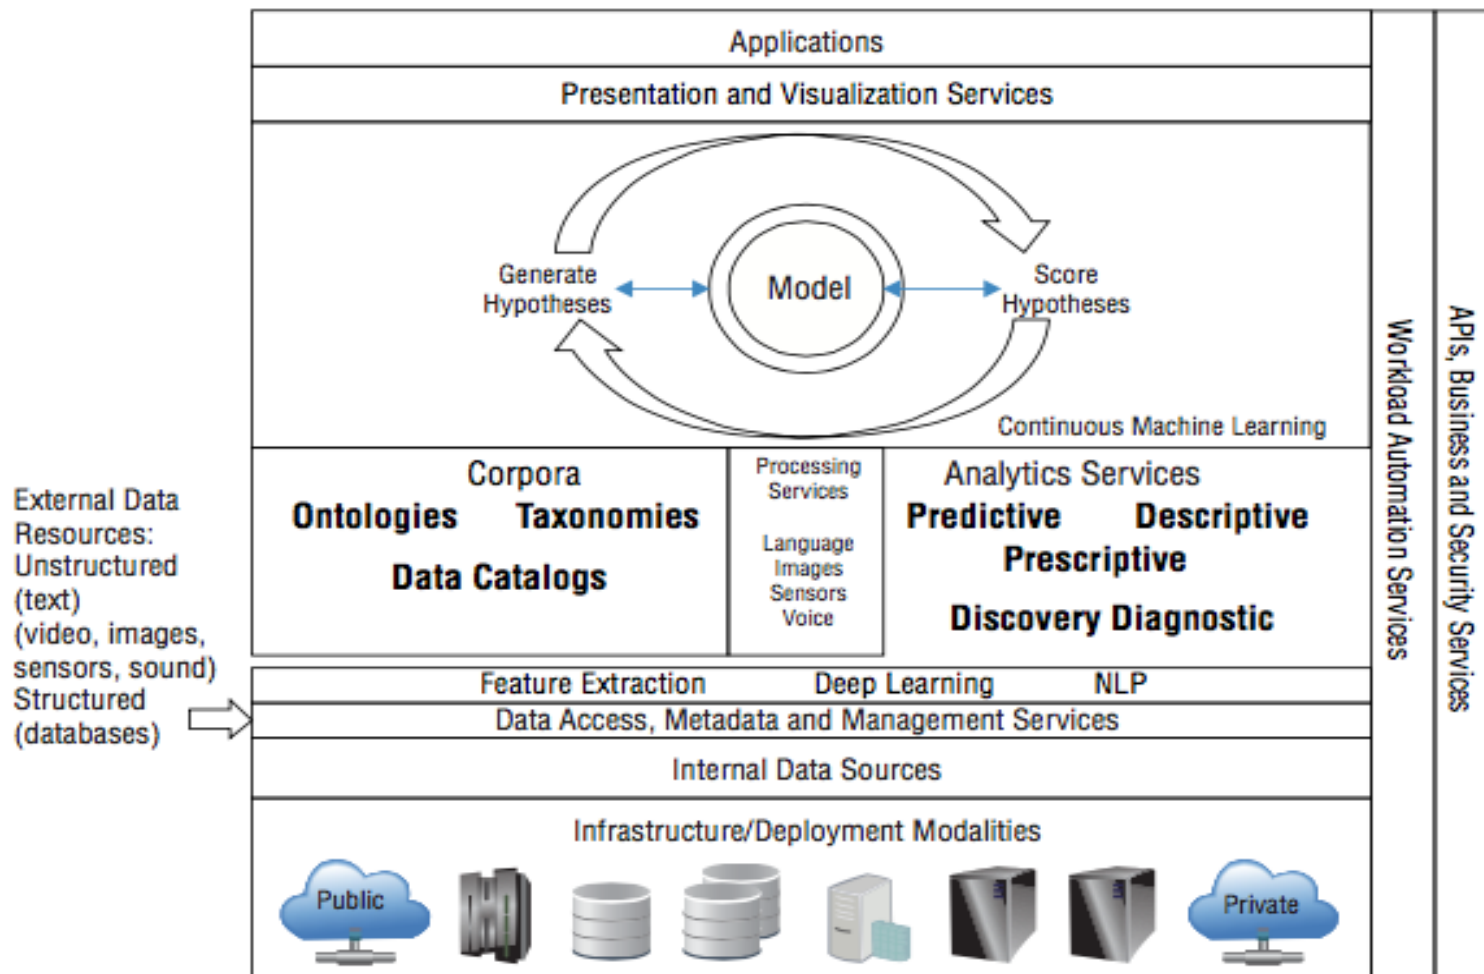 Applications
Presentation and Visualization Services
Generate
Hypotheses
Model
Score
Hypotheses
Continuous Machine Learning
Corpora
Ontologies Taxonomies
Data Catalogs
Processing
Services
Language
Images
Sensors
Voice
Analytics Services
Predictive Descriptive
Prescriptive
Discovery Diagnostic
External Data
Resources:
Unstructured
(text)
(video, images,
sensors, sound)
Structured
(databases)
Feature Extraction Deep Learning NLP
Data Access, Metadata and Management Services
Internal Data Sources
Infrastructure/Deployment Modalities
Public
Private
Workload Automation Services
APIs, Business and Security Services